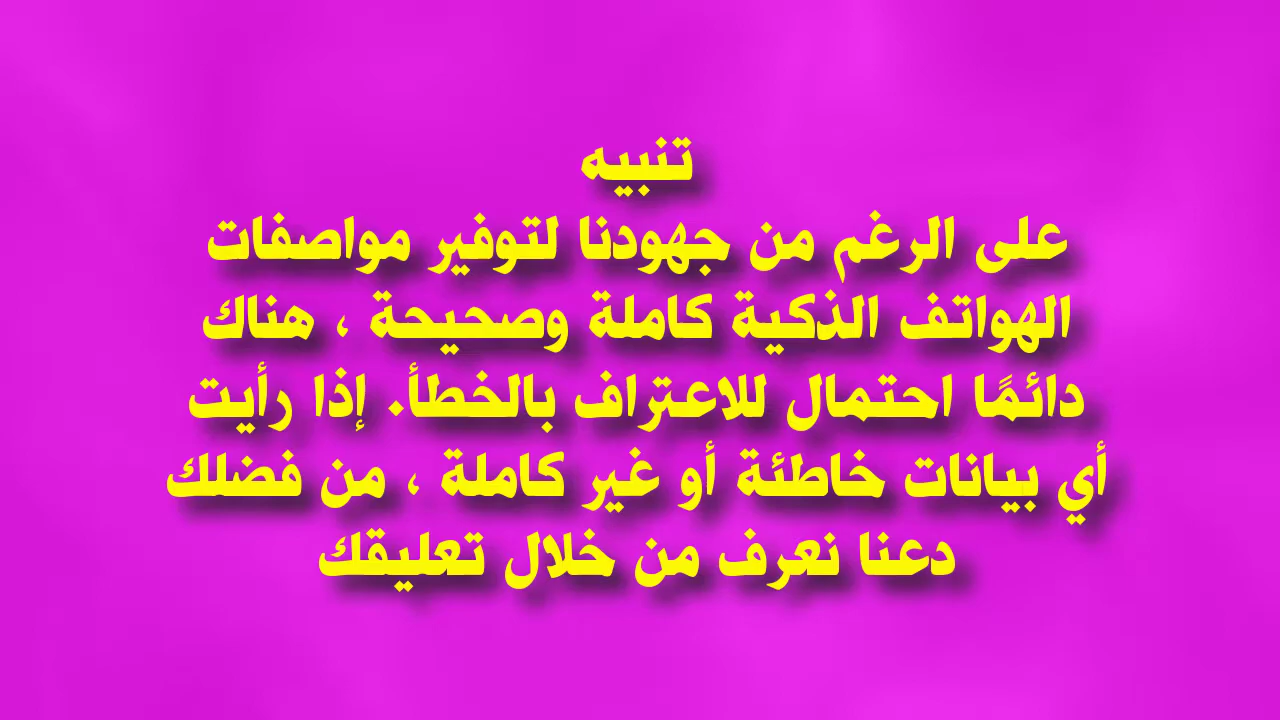 تنبيه
على الرغم من جهودنا لتوفير مواصفات
الهواتف الذكية كاملة وصحيحة ، هناك
دائمًا احتمال للاعتراف بالخطأ. إذا رأيت
أي بيانات خاطئة أو غير كاملة ، من فضلك
دعنا نعرف من خلال تعليقك